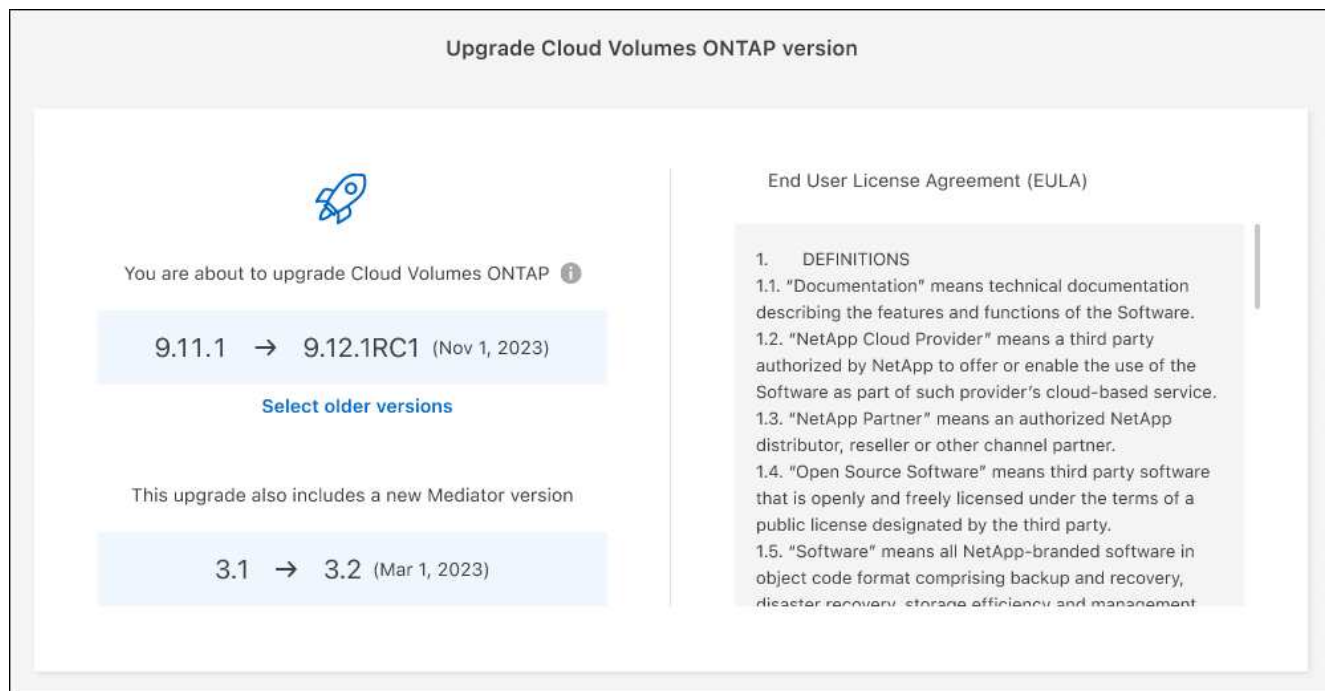 Upgrade Cloud Volumes ONTAP version
You are about to upgrade Cloud Volumes ONTAP
9.11.1 → 9.12.1RC1 (Nov 1, 2023)
Select older versions
This upgrade also includes a new Mediator version
3.1 → 3.2 (Mar 1, 2023)
End User License Agreement (EULA)
1. DEFINITIONS
1.1. “Documentation” means technical documentation
describing the features and functions of the Software.
1.2. “NetApp Cloud Provider” means a third party
authorized by NetApp to offer or enable the use of the
Software as part of such provider’s cloud-based service.
1.3. “NetApp Partner” means an authorized NetApp
distributor, reseller or other channel partner.
1.4. “Open Source Software” means third party software
that is openly and freely licensed under the terms of a
public license designated by the third party.
1.5. “Software” means all NetApp-branded software in
object code format comprising backup and recovery,
disaster recovery, storage efficiency and management